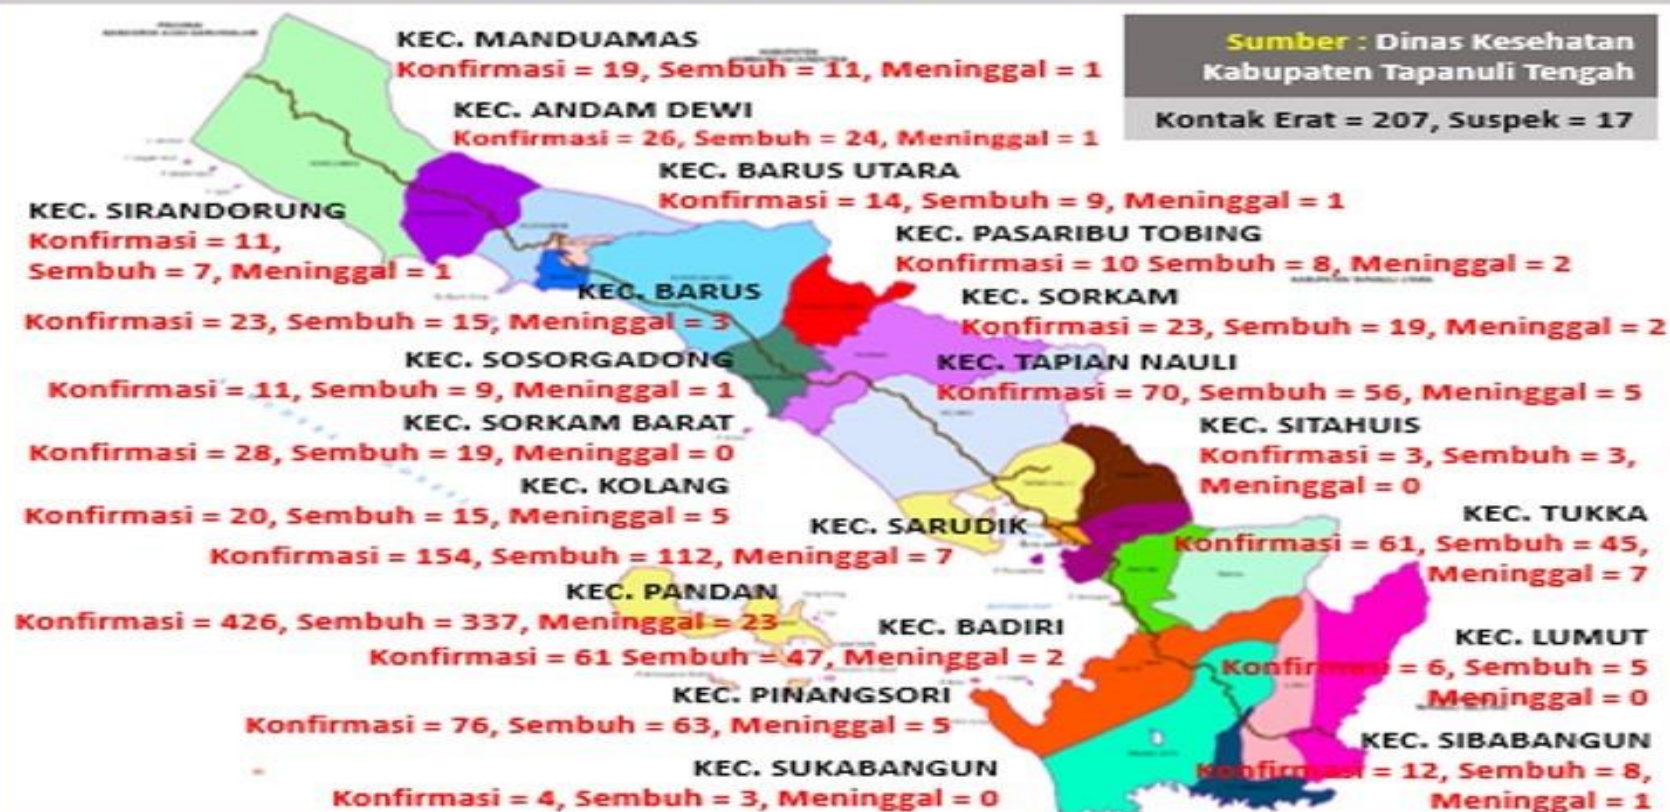 KEC. MANDUAMAS
Konfirmasi = 19, Sembuh = 11, Meninggal = 1
Sumber : Dinas Kesehatan
Kabupaten Tapanuli Tengah
Kontak Erat = 207, Suspek = 17
KEC. ANDAM DEWI
Konfirmasi = 26, Sembuh = 24, Meninggal = 1
KEC. BARUS UTARA
Konfirmasi = 14, Sembuh = 9, Meninggal = 1
KEC. SIRANDORUNG
Konfirmasi = 11,
Sembuh = 7, Meninggal = 1
KEC. PASARIBU TOBING
Konfirmasi = 10 Sembuh = 8, Meninggal = 2
KEC. BARUS
Konfirmasi = 23, Sembuh = 15, Meninggal = 3
KEC. SORKAM
Konfirmasi = 23, Sembuh = 19, Meninggal = 2
KEC. SOSORGADONG
Konfirmasi = 11, Sembuh = 9, Meninggal = 1
KEC. TAPIAN NAULI
Konfirmasi = 70, Sembuh = 56, Meninggal = 5
KEC. SORKAM BARAT
Konfirmasi = 28, Sembuh = 19, Meninggal = 0
KEC. SITAHUIS
Konfirmasi = 3, Sembuh = 3,
Meninggal = 0
KEC. KOLANG
Konfirmasi = 20, Sembuh = 15, Meninggal = 5
KEC. SARUDIK
Konfirmasi = 154, Sembuh = 112, Meninggal = 7
KEC. TUKKA
Konfirmasi = 61, Sembuh = 45,
Meninggal = 7
KEC. PANDAN
Konfirmasi = 426, Sembuh = 337, Meninggal = 23
KEC. BADIRI
Konfirmasi = 61 Sembuh = 47, Meninggal = 2
KEC. LUMUT
Konfirmasi = 6, Sembuh = 5
Meninggal = 0
KEC. PINANGSORI
Konfirmasi = 76, Sembuh = 63, Meninggal = 5
KEC. SIBABANGUN
Konfirmasi = 12, Sembuh = 8,
Meninggal = 1
KEC. SUKABANGUN
Konfirmasi = 4, Sembuh = 3, Meninggal = 0